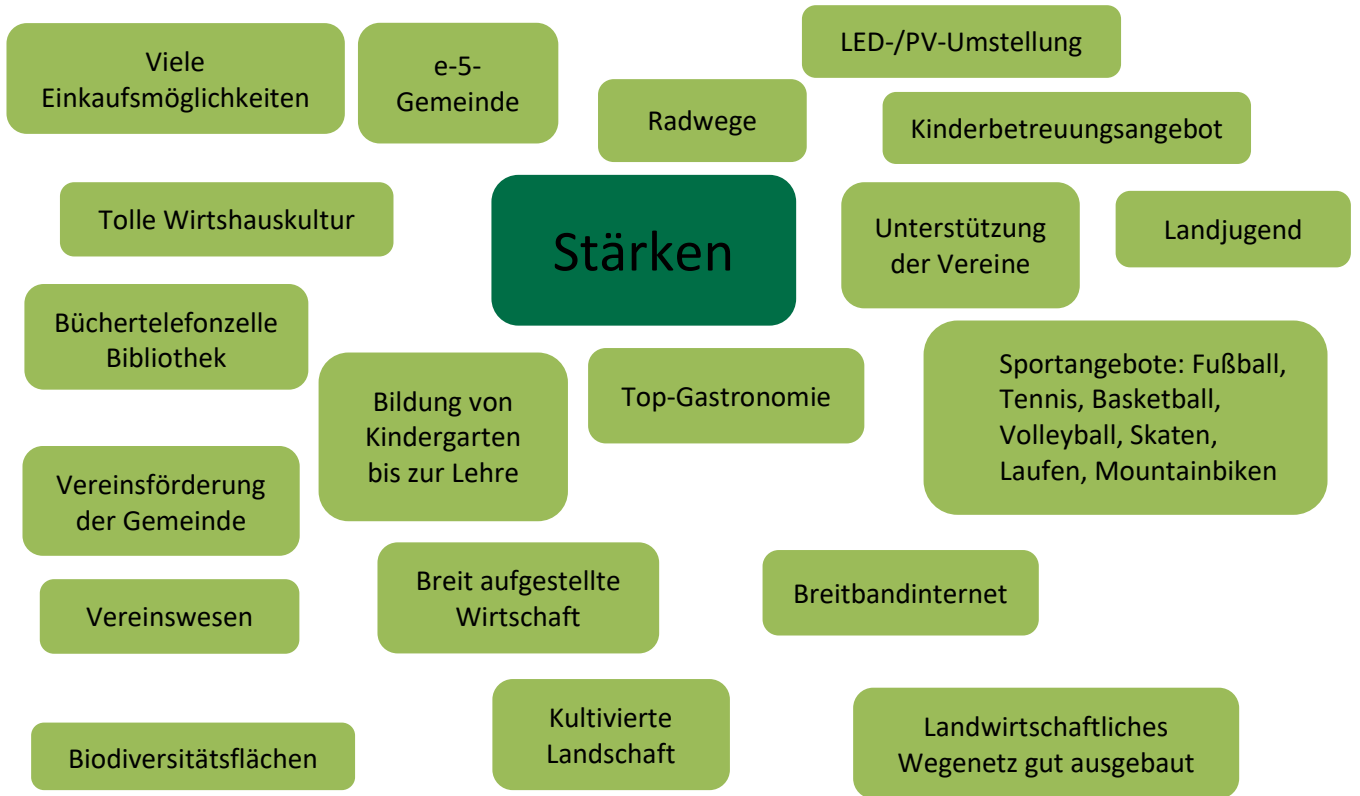 Viele
Einkaufsmöglichkeiten
e-5-
Gemeinde
LED-/PV-Umstellung
Radwege
Kinderbetreuungsangebot
Tolle Wirtshauskultur
Stärken
Unterstützung
der Vereine
Landjugend
Büchertelefonzelle
Bibliothek
Bildung von
Kindergarten
bis zur Lehre
Top-Gastronomie
Sportangebote: Fußball,
Tennis, Basketball,
Volleyball, Skaten,
Laufen, Mountainbiken
Vereinsförderung
der Gemeinde
Vereinswesen
Breit aufgestellte
Wirtschaft
Breitbandinternet
Biodiversitätsflächen
Kultivierte
Landschaft
Landwirtschaftliches
Wegenetz gut ausgebaut